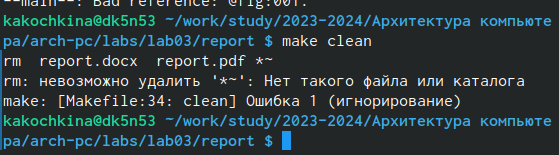 --main--: Bad reference: @fig:001.
kakochkina@dk5n53 ~/work/study/2023-2024/Архитектура компьюте
ра/arch-pc/labs/lab03/report $ make clean
rm  report.docx  report.pdf *~
rm: невозможно удалить '*~': Нет такого файла или каталога
make: [Makefile:34: clean] Ошибка 1 (игнорирование)
kakochkina@dk5n53 ~/work/study/2023-2024/Архитектура компьюте
ра/arch-pc/labs/lab03/report $